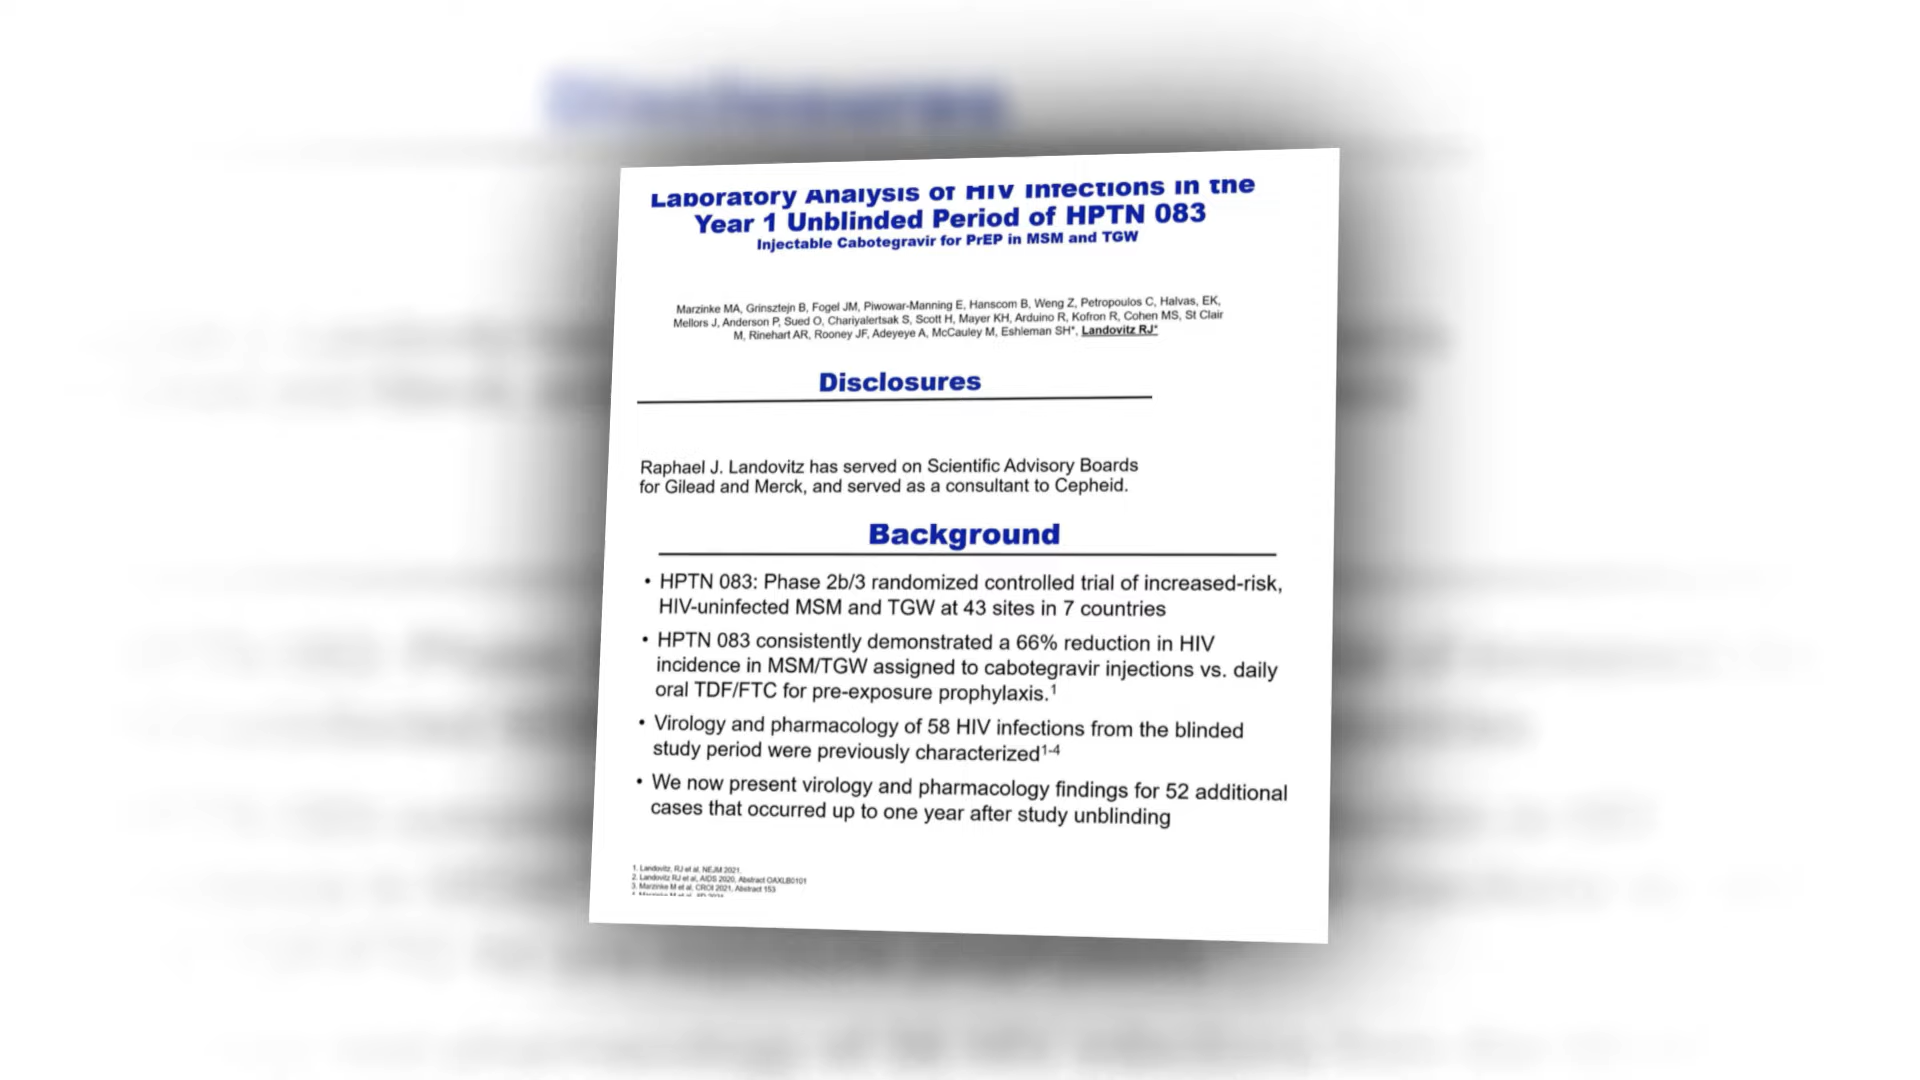 Laboratory Analysis of HIV Infections in the
Year 1 Unblinded Period of HPTN 083
Injectable Cabotegravir for PrEP in MSM and TGW
Marzinke MA, Grinsztejn B, Fogel JM, Piwowar-Manning E, Hanscom B, Weng Z, Petropoulos C, Halvas, EK,
Mellors J, Anderson P, Sued O, Chariyalertsak S, Scott H, Mayer KH, Arduino R, Kofron R, Cohen MS, St Clair
M, Rinehart AR, Rooney JF, Adeyeye A, McCauley M, Eshleman SH*, Landovitz RJ*
Disclosures
Raphael J. Landovitz has served on Scientific Advisory Boards
for Gilead and Merck, and served as a consultant to Cepheid.
Background
• HPTN 083: Phase 2b/3 randomized controlled trial of increased-risk,
HIV-uninfected MSM and TGW at 43 sites in 7 countries
• HPTN 083 consistently demonstrated a 66% reduction in HIV
incidence in MSM/TGW assigned to cabotegravir injections vs. daily
oral TDF/FTC for pre-exposure prophylaxis.¹
• Virology and pharmacology of 58 HIV infections from the blinded
study period were previously characterized¹⁻⁴
• We now present virology and pharmacology findings for 52 additional
cases that occurred up to one year after study unblinding
1. Landovitz, RJ et al, NEJM 2021.
2. Landovitz RJ et al, AIDS 2020, Abstract OAXLB0101
3. Marzinke M et al, CROI 2021, Abstract 153